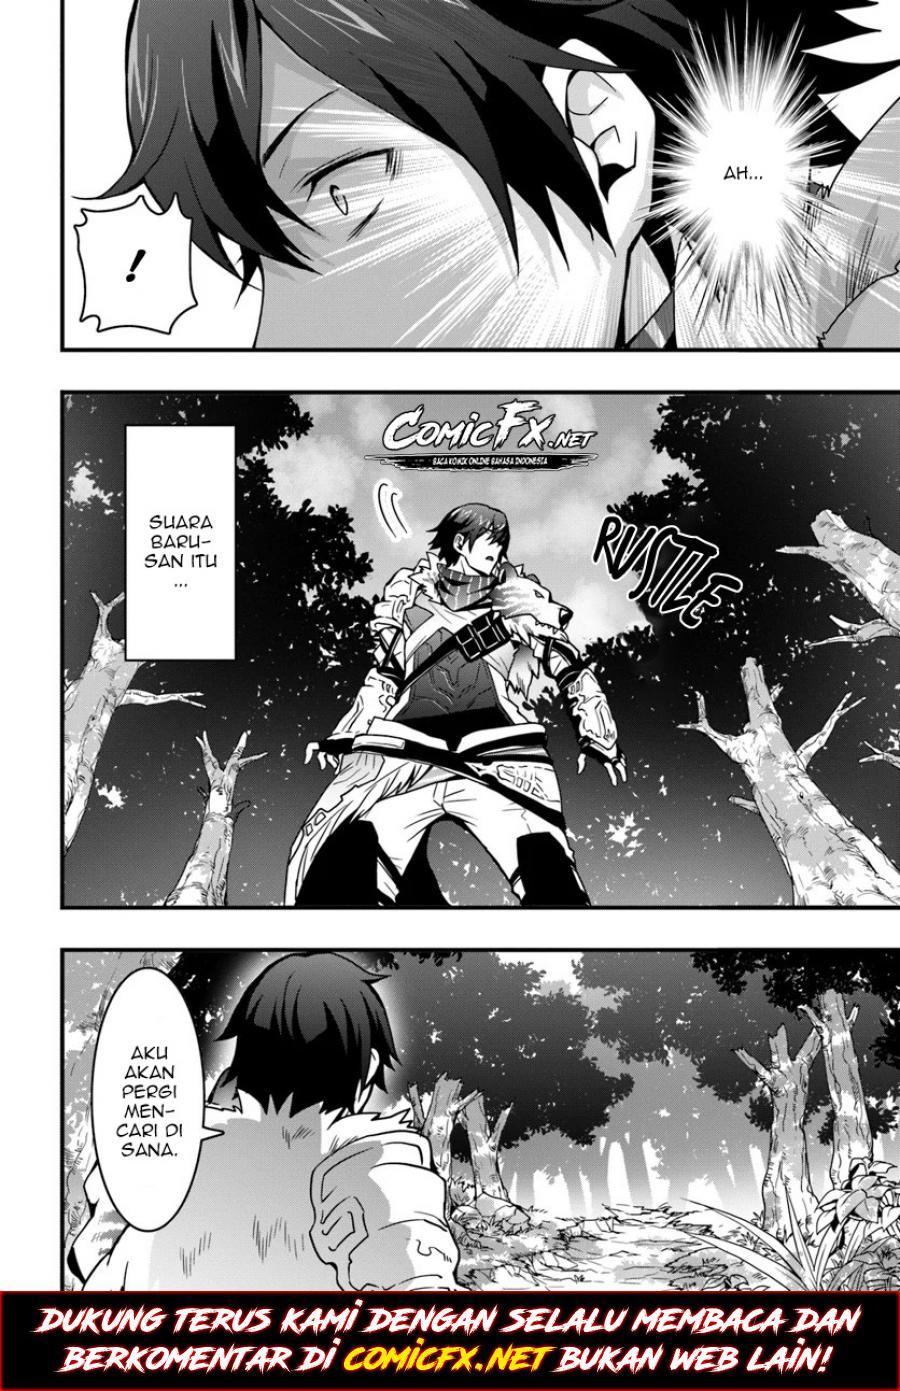 AH...
!
COMICFX.NET
BACA KOMIK ONLINE BAHASA INDONESIA
SUARA
BARU-
SAN ITU
...
RUSTLE
AKU
AKAN
PERGI
MEN-
CARI DI
SANA.
DUKUNG TERUS KAMI DENGAN SELALU MEMBACA DAN
BERKOMENTAR DI COMICFX.NET BUKAN WEB LAIN!